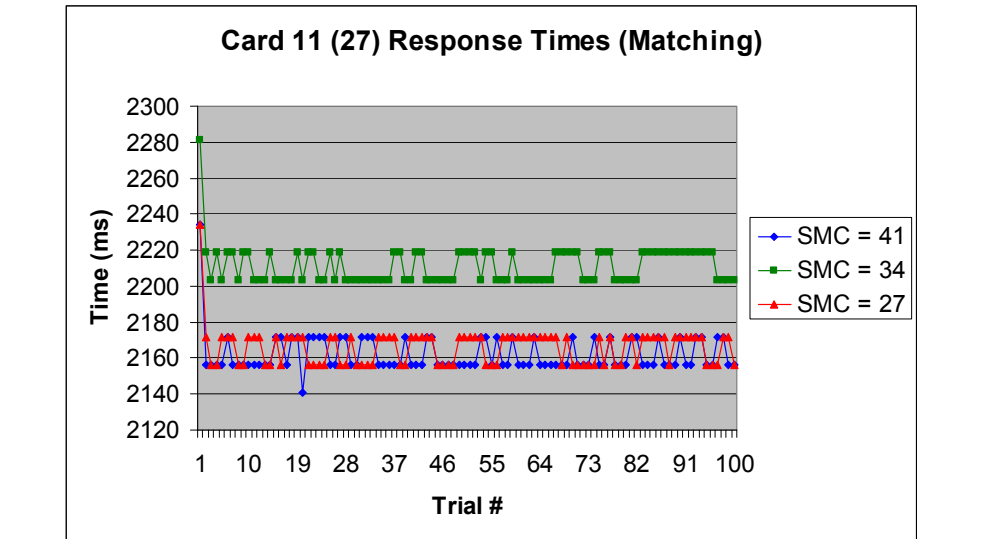 Card 11 (27) Response Times (Matching)
2300
2280
2260
2240
2220
2200
2180
2160
2140
2120
Time (ms)
1 10 19 28 37 46 55 64 73 82 91 100
Trial #
SMC = 41
SMC = 34
SMC = 27